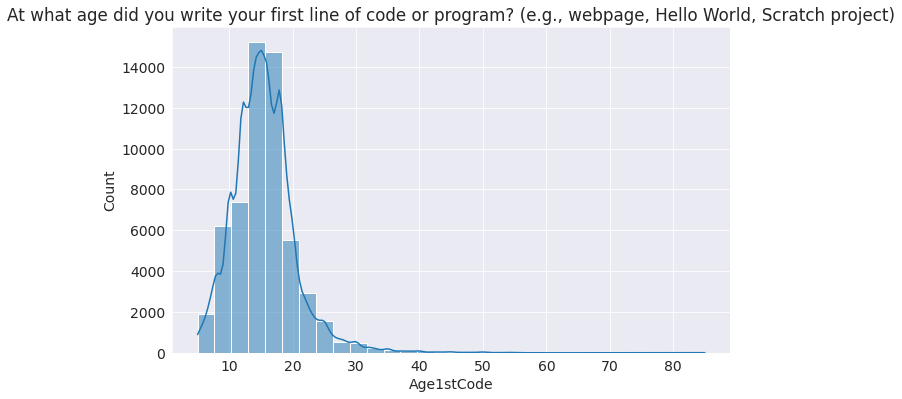 At what age did you write your first line of code or program? (e.g., webpage, Hello World, Scratch project)
14000
12000
10000
8000
6000
4000
2000
0
Count
10 20 30 40 50 60 70 80
Age1stCode